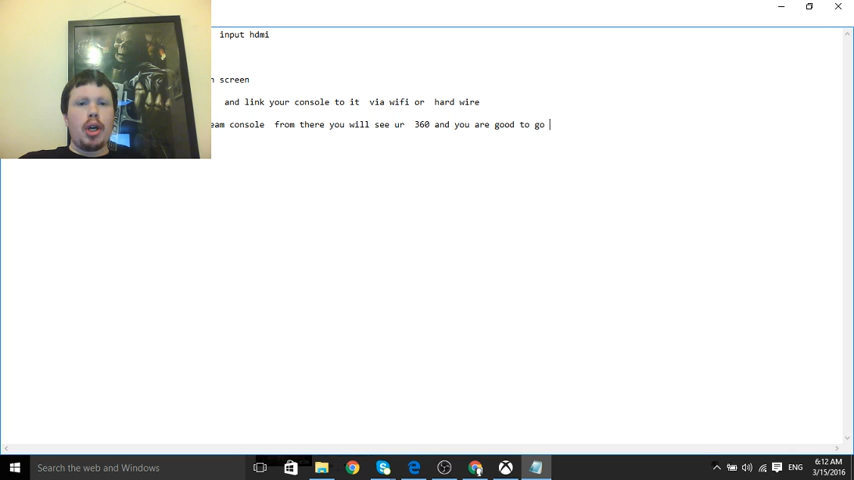 input hdmi
screen
and link your console to it via wifi or hard wire
console from there you will see ur 360 and you are good to go
Search the web and Windows
ENG
6:12 AM
3/15/2016